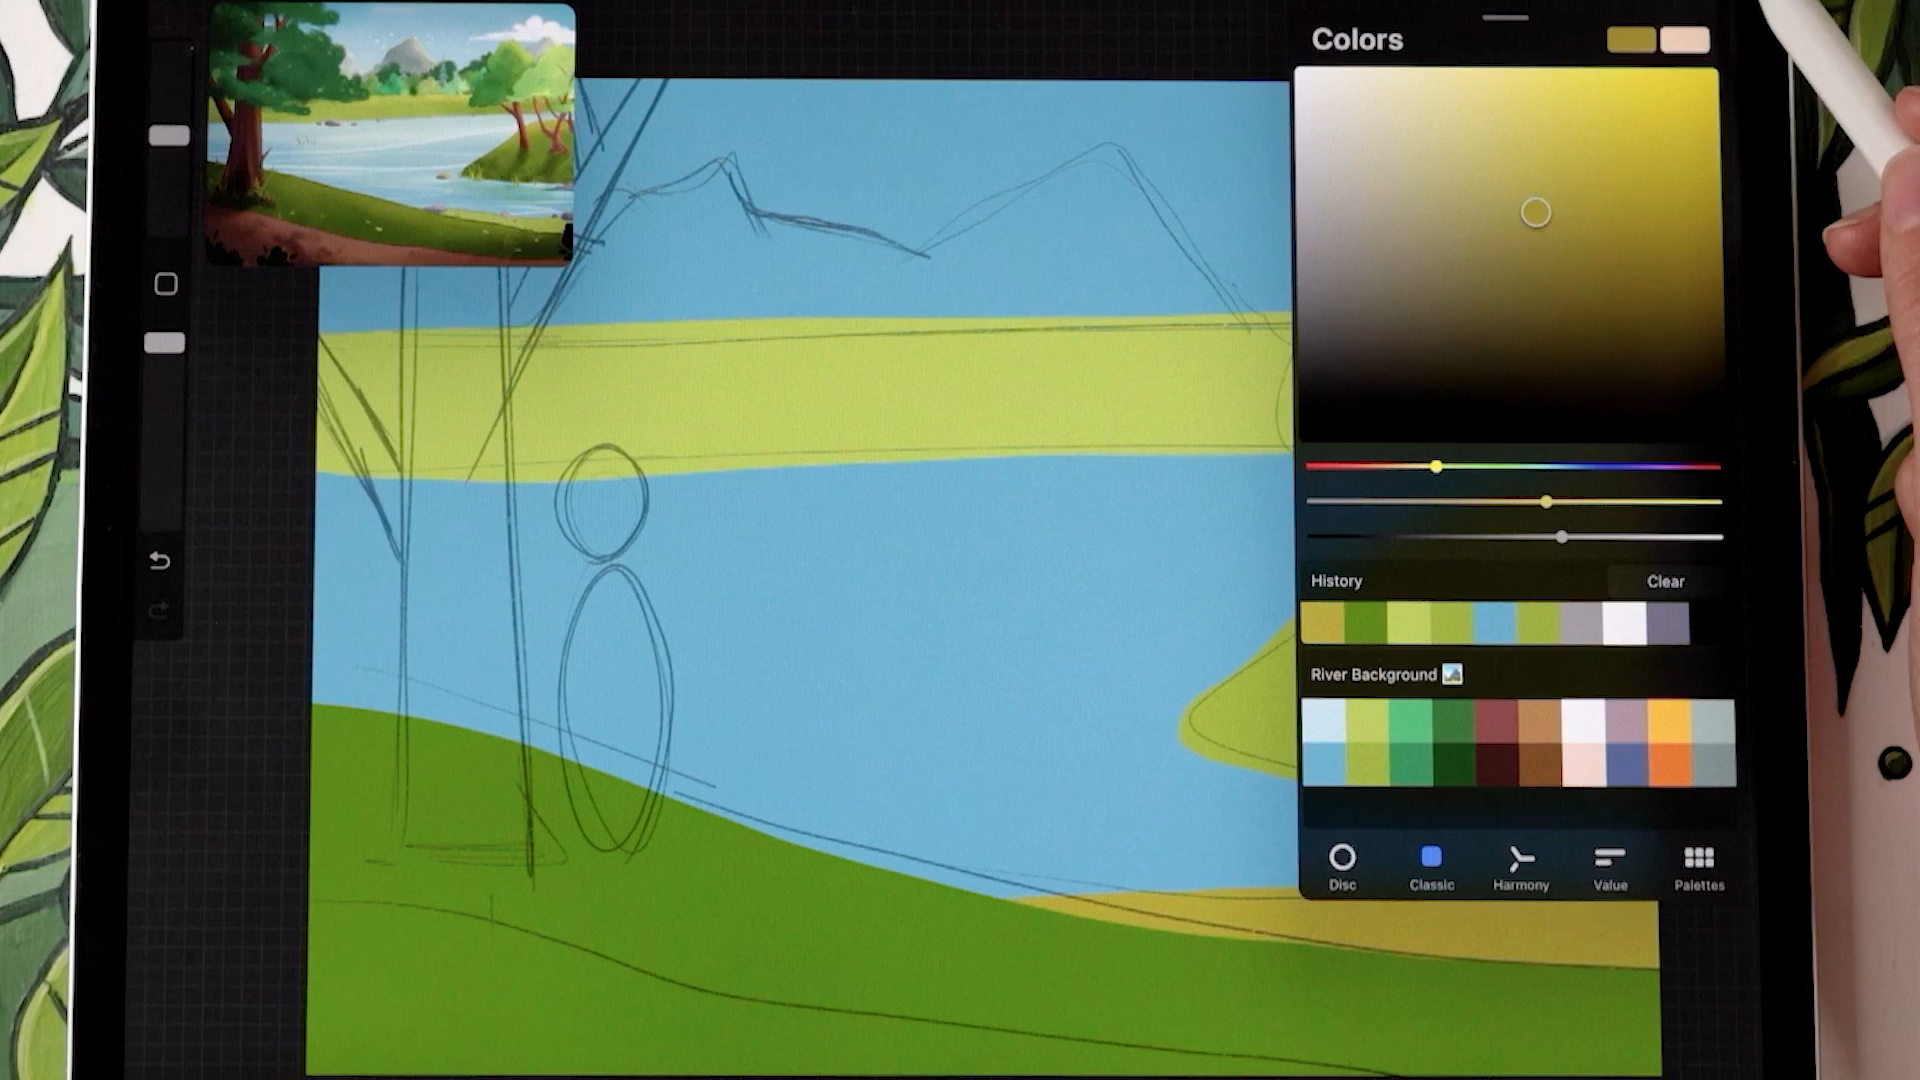 Colors
History
Clear
River Background
Disc
Classic
Harmony
Value
Palettes